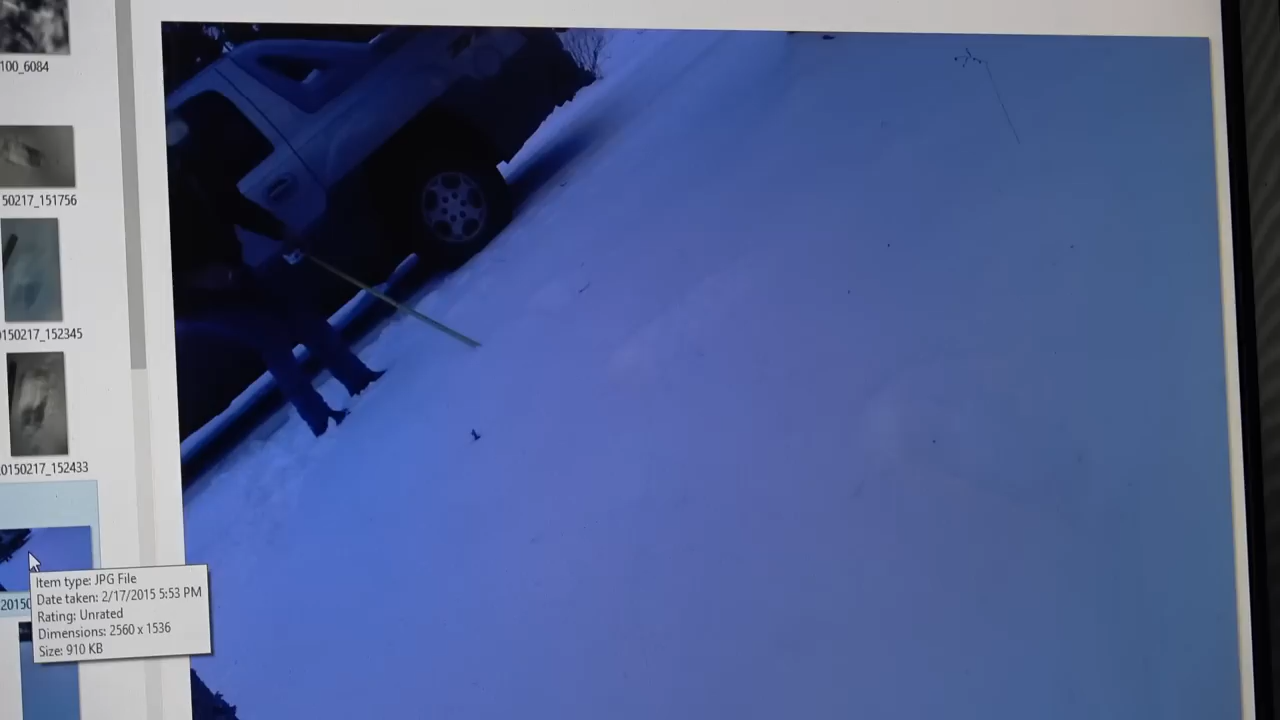 100_6084
50217_151756
0150217_152345
0150217_152433
20150
Item type: JPG File
Date taken: 2/17/2015 5:53 PM
Rating: Unrated
Dimensions: 2560 x 1536
Size: 910 KB